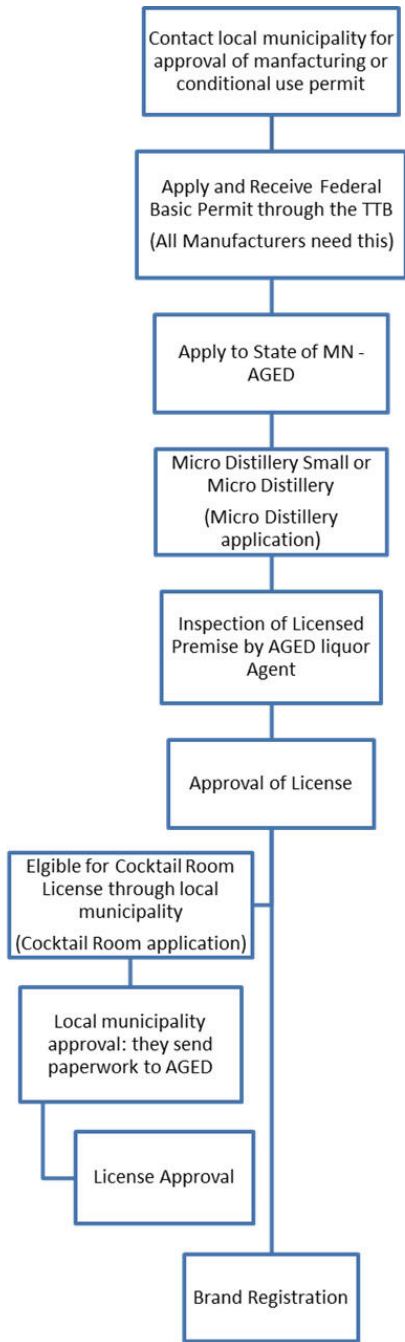 Contact local municipality for
approval of manfacturing or
conditional use permit
Apply and Receive Federal
Basic Permit through the TTB
(All Manufacturers need this)
Apply to State of MN -
AGED
Micro Distillery Small or
Micro Distillery
(Micro Distillery
application)
Inspection of Licensed
Premise by AGED liquor
Agent
Approval of License
Elgible for Cocktail Room
License through local
municipality
(Cocktail Room application)
Local municipality
approval: they send
paperwork to AGED
License Approval
Brand Registration